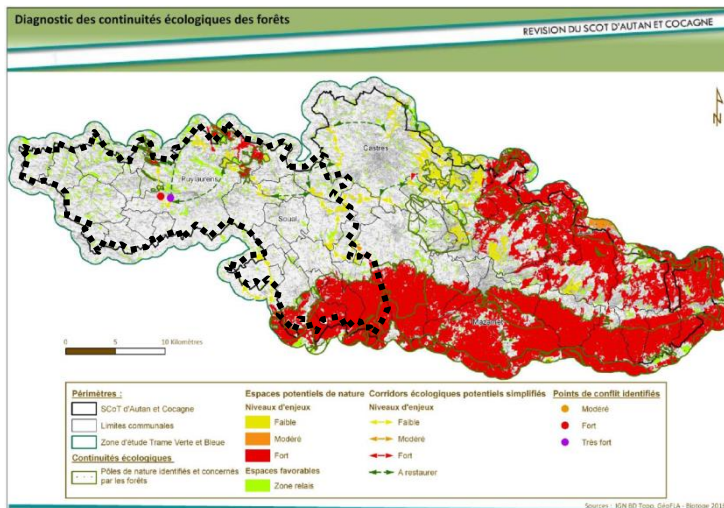 Diagnostic des continuités écologiques des forêts
REVISION DU SCOT D'AUTAN ET COCAGNE
Castres
Puylaurens
Soual
Mazamet
0 5 10 Kilomètres
Périmètres :
SCoT d'Autan et Cocagne
Limites communales
Zone d'étude Trame Verte et Bleue
Continuités écologiques
Pôles de nature identifiés et concernés
par les forêts
Espaces potentiels de nature
Niveaux d'enjeux
Faible
Modéré
Fort
Espaces favorables
Zone relais
Corridors écologiques potentiels simplifiés
Niveaux d'enjeux
Faible
Modéré
Fort
A restaurer
Points de conflit identifiés
Modéré
Fort
Très fort
Sources : IGN BD Topo, GéoFLA - Biotope